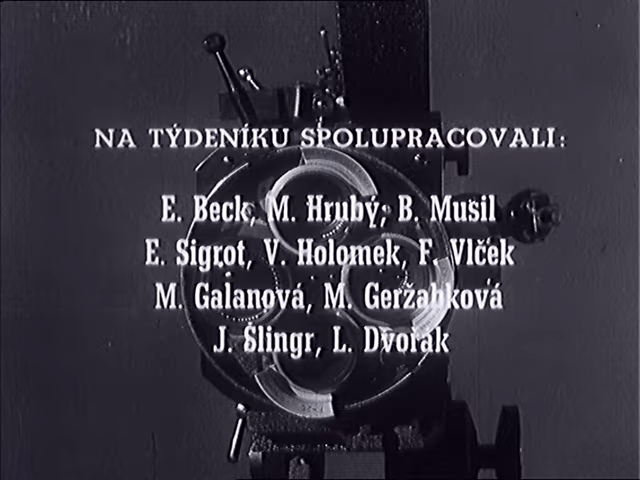 NA TÝDENÍKU SPOLUPRACOVALI:
E. Beck, M. Hrubý, B. Musil
E. Sigrot, V. Holomek, F. Vlček
M. Galanová, M. Geržabková
J. Šlingr, L. Dvořák